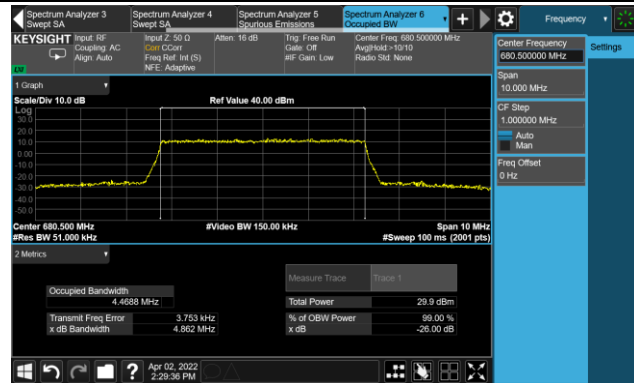 Spectrum Analyzer 3
Swept SA
Spectrum Analyzer 4
Swept SA
Spectrum Analyzer 5
Spurious Emissions
Spectrum Analyzer 6
Occupied BW
Frequency
KEYSIGHT
Input: RF
Coupling: AC
Align: Auto
Input Z: 50 Ω
Corr CCorr
Freq Ref: Int (S)
NFE: Adaptive
Atten: 16 dB
Trig: Free Run
Gate: Off
#IF Gain: Low
Center Freq: 680.500000 MHz
Avg|Hold:>10/10
Radio Std: None
Center Frequency
680.500000 MHz
Settings
Span
10.000 MHz
CF Step
1.000000 MHz
Auto
Man
Freq Offset
0 Hz
1 Graph
Scale/Div 10.0 dB
Ref Value 40.00 dBm
Log
30.0
20.0
10.0
0.00
-10.0
-20.0
-30.0
-40.0
-50.0
Center 680.500 MHz
#Video BW 150.00 kHz
Span 10 MHz
#Res BW 51.000 kHz
#Sweep 100 ms (2001 pts)
2 Metrics
Measure Trace
Trace 1
Occupied Bandwidth
4.4688 MHz
Total Power
29.9 dBm
Transmit Freq Error
3.753 kHz
% of OBW Power
99.00 %
x dB Bandwidth
4.862 MHz
x dB
-26.00 dB
?
Apr 02, 2022
2:29:36 PM